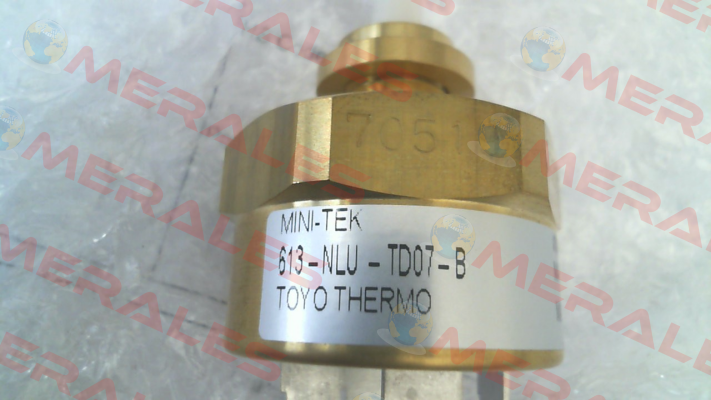 7051
MINI-TEK
613-NLU-TD07-B
TOYO THERMO
MERALES
MERALES
MERALES
MERALES
MERALES